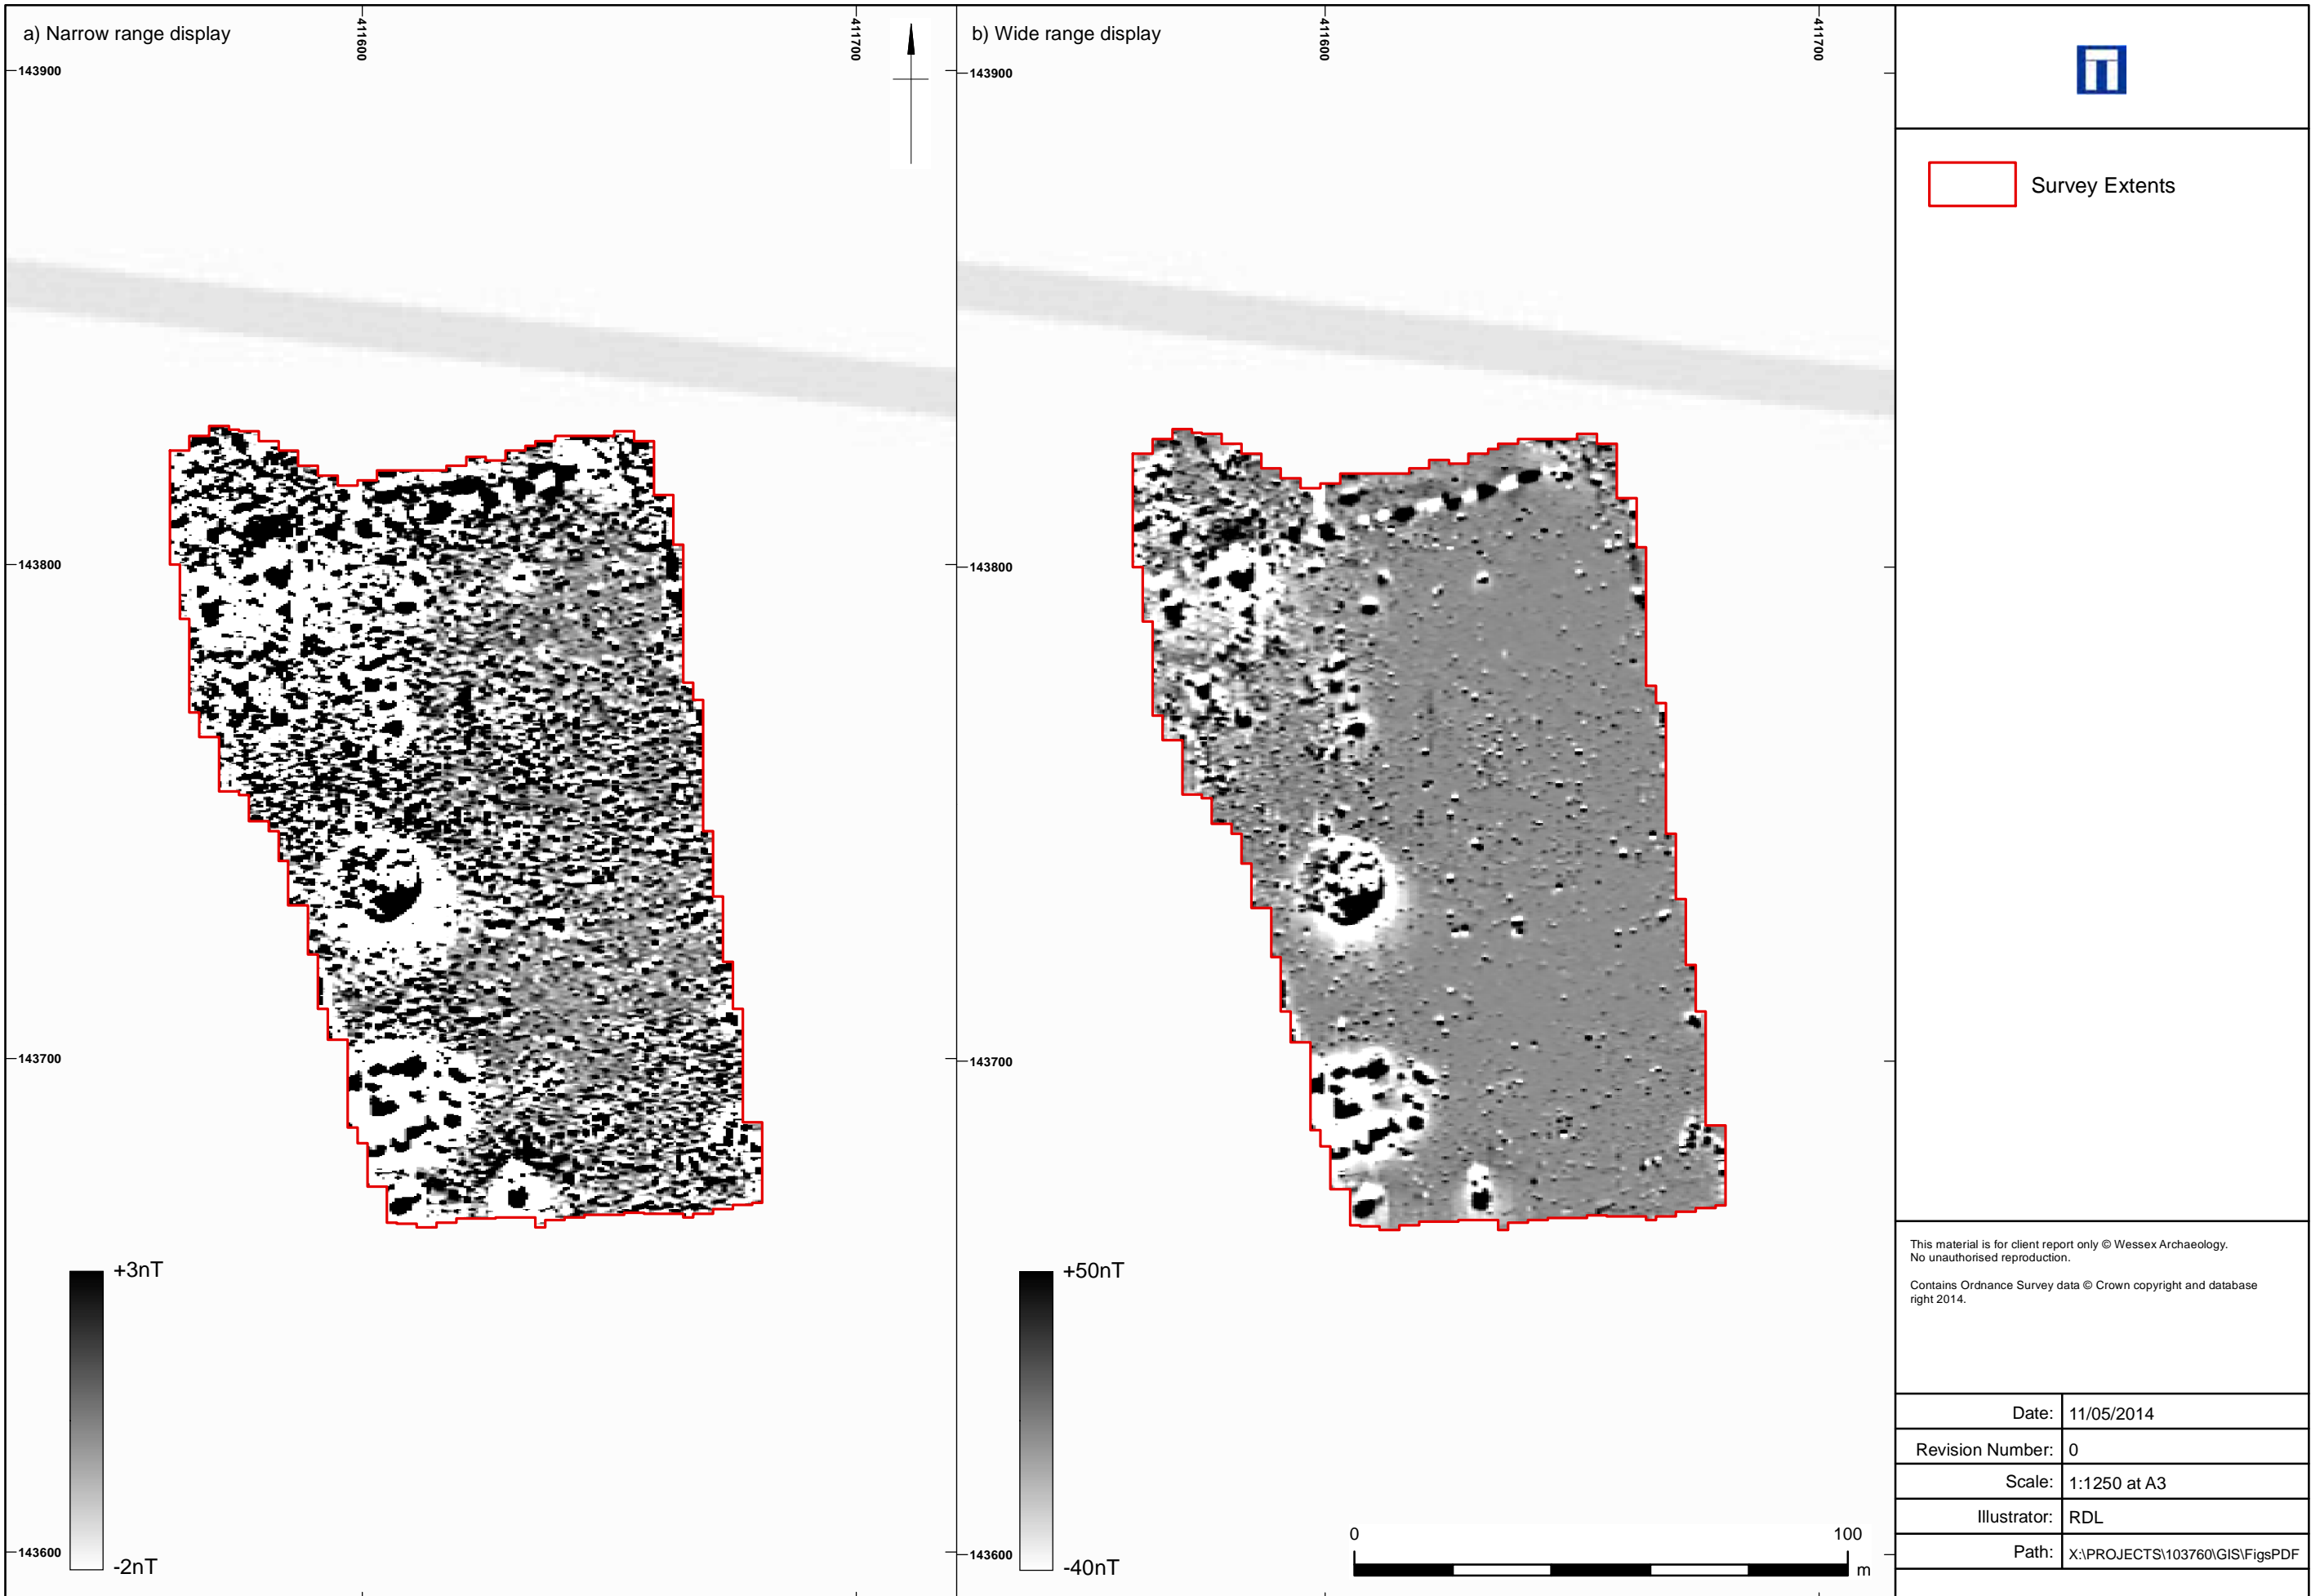 a) Narrow range display
411600
411700
143900
143800
143700
143600
+3nT
-2nT
b) Wide range display
411600
411700
143900
143800
143700
143600
+50nT
-40nT
0 100
m
Survey Extents
This material is for client report only © Wessex Archaeology.
No unauthorised reproduction.
Contains Ordnance Survey data © Crown copyright and database
right 2014.
Date: 11/05/2014
Revision Number: 0
Scale: 1:1250 at A3
Illustrator: RDL
Path: X:\PROJECTS\103760\GIS\FigsPDF